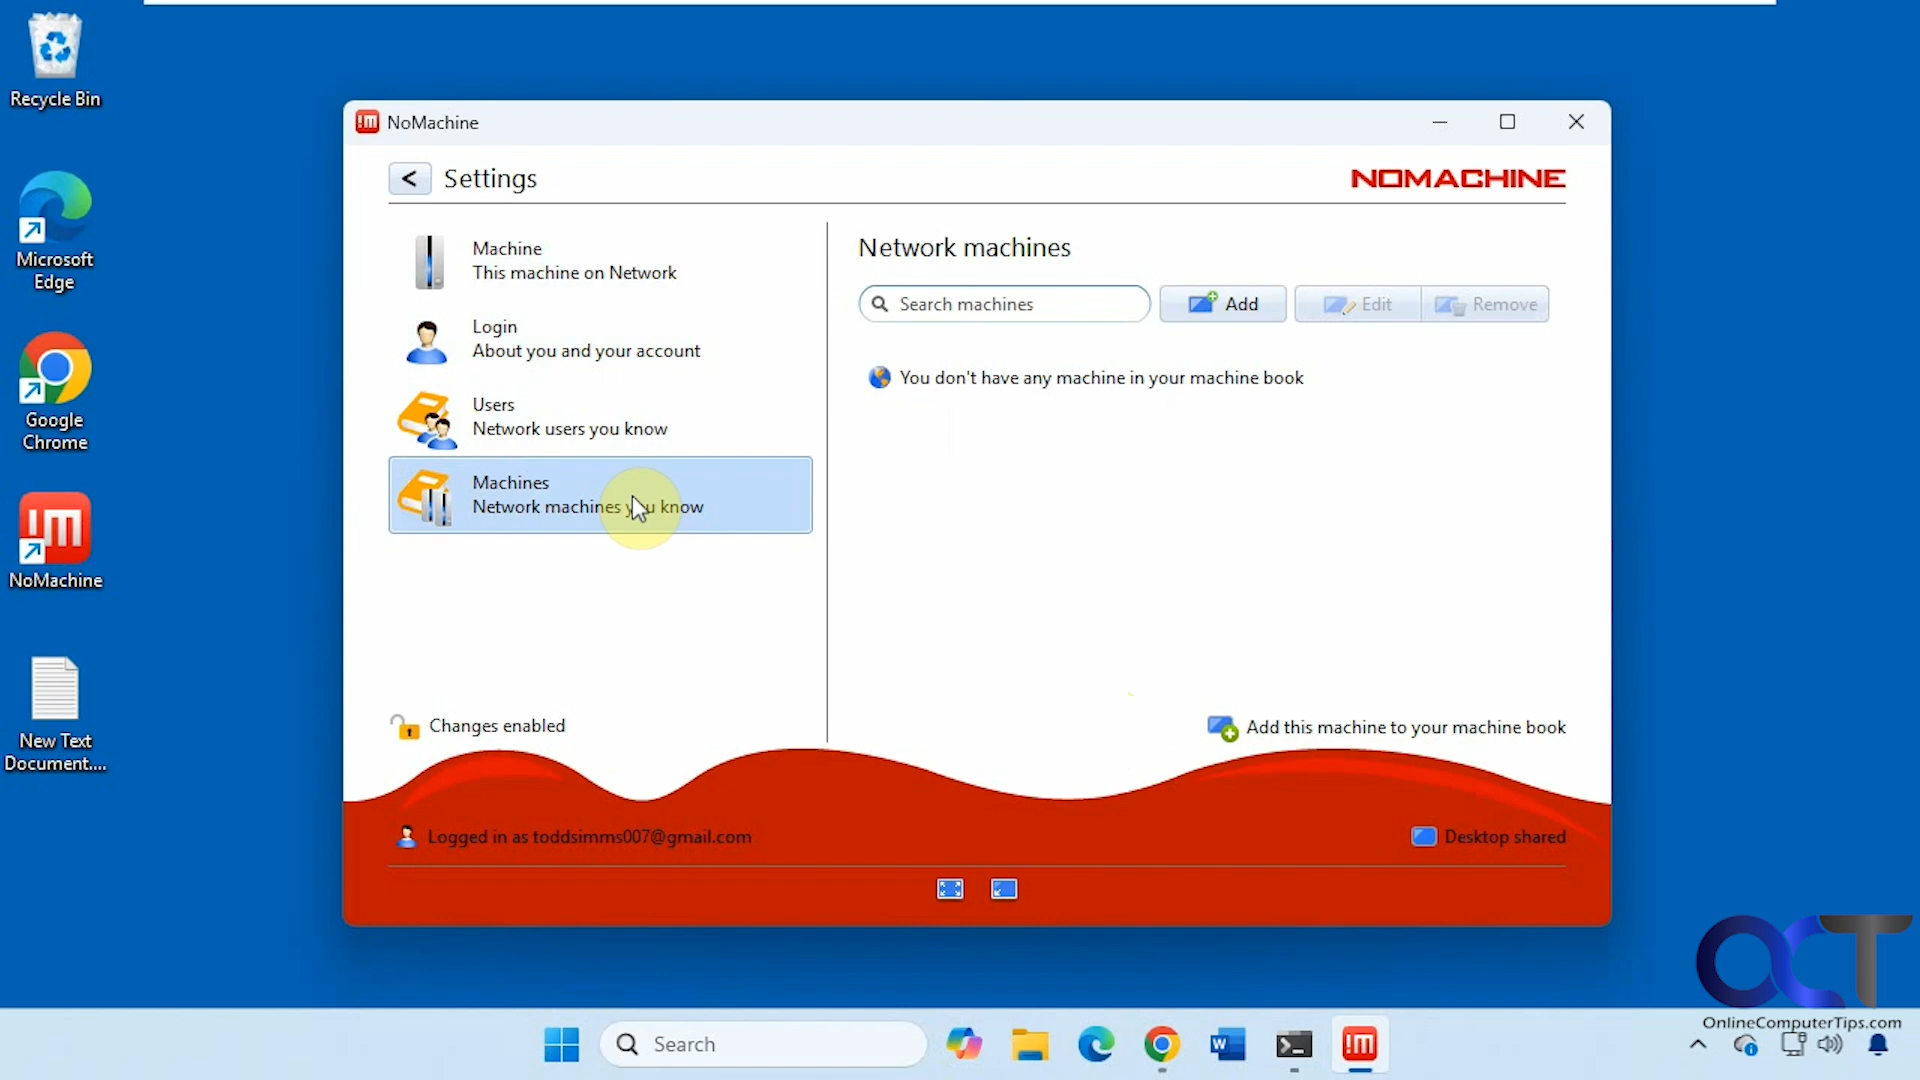 Recycle Bin
Microsoft
Edge
Google
Chrome
NoMachine
New Text
Document....
NoMachine
Settings
NOMACHINE
Machine
This machine on Network
Login
About you and your account
Users
Network users you know
Machines
Network machines you know
Changes enabled
Network machines
Search machines
Add
Edit
Remove
You don't have any machine in your machine book
Add this machine to your machine book
Logged in as toddsimms007@gmail.com
Desktop shared
OCT
OnlineComputerTips.com
Search